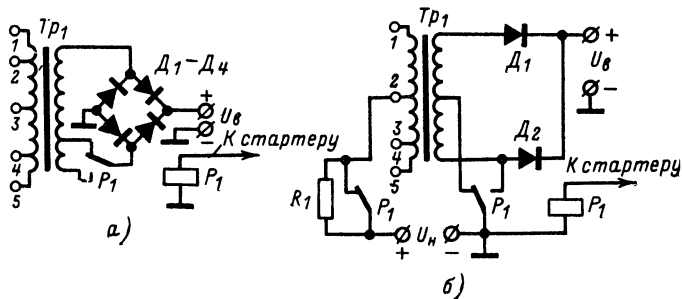 Тр1
1
2
3
4
5
Д1–Д4
+
Uв
–
К стартеру
Р1
Р1
а)
Тр1
1
2
3
4
5
Д1
+
Uв
–
Д2
К стартеру
R1
Р1
Р1
Р1
Uн
+
–
б)